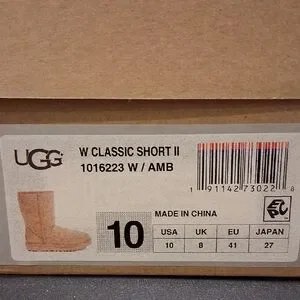 UGG
W CLASSIC SHORT II
1016223 W / AMB
1 91142 73022 8
MADE IN CHINA
10
USA UK EU JAPAN
10 8 41 27